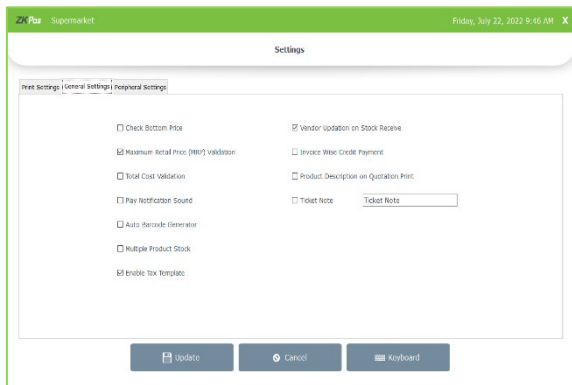 ZKPos Supermarket Friday, July 22, 2022 9:46 AM X
Settings
Print Settings General Settings Peripheral Settings
Check Bottom Price
Maximum Retail Price (MRP) Validation
Total Cost Validation
Pay Notification Sound
Auto Barcode Generator
Multiple Product Stock
Enable Tax Template
Vendor Updation on Stock Receive
Invoice Wise Credit Payment
Product Description on Quotation Print
Ticket Note Ticket Note
Update Cancel Keyboard